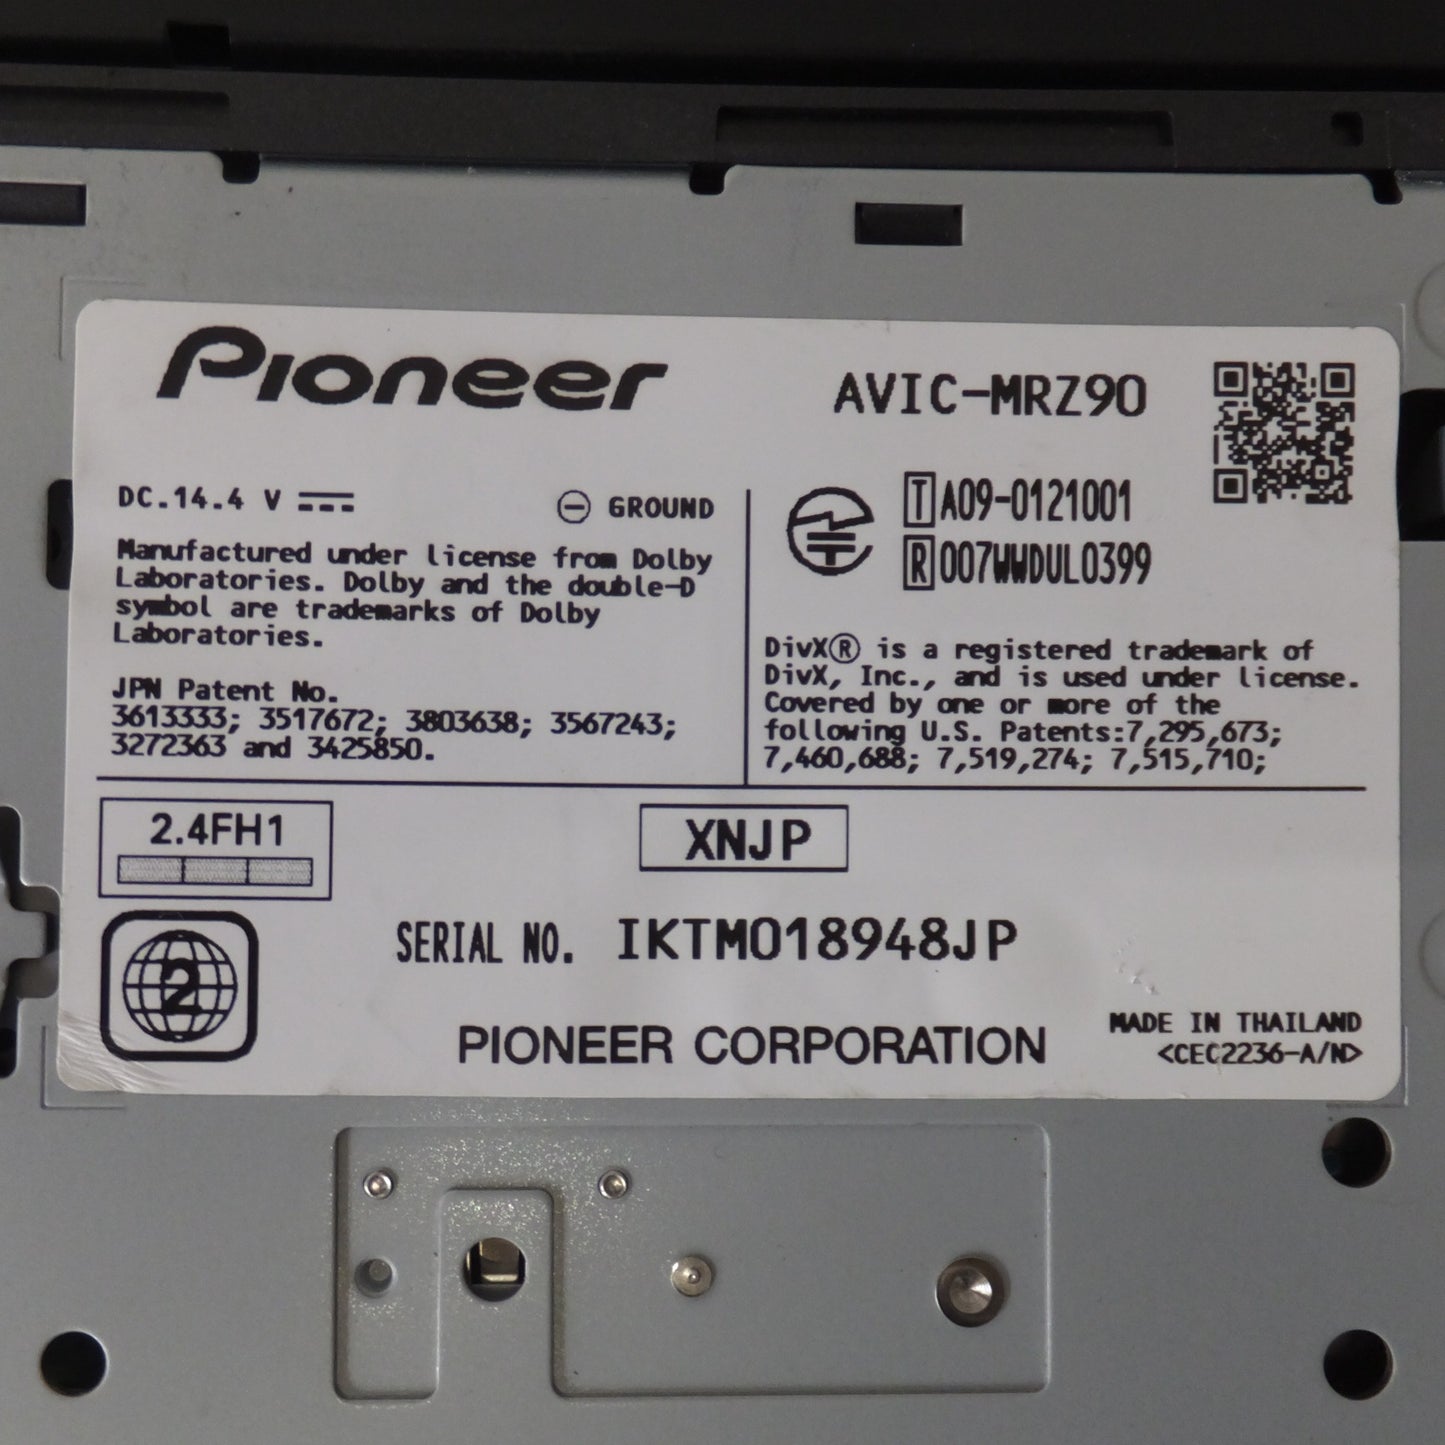 Pioneer
AVIC-MRZ90
DC.14.4 V
GROUND
Manufactured under license from Dolby
Laboratories. Dolby and the double-D
symbol are trademarks of Dolby
Laboratories.
JPN Patent No.
3613333; 3517672; 3803638; 3567243;
3272363 and 3425850.
T A09-0121001
R 007WWDUL0399
DivX® is a registered trademark of
DivX, Inc., and is used under license.
Covered by one or more of the
following U.S. Patents:7,295,673;
7,460,688; 7,519,274; 7,515,710;
2.4FH1
XNJP
2
SERIAL NO. IKTM018948JP
PIONEER CORPORATION
MADE IN THAILAND
<CEC2236-A/N>